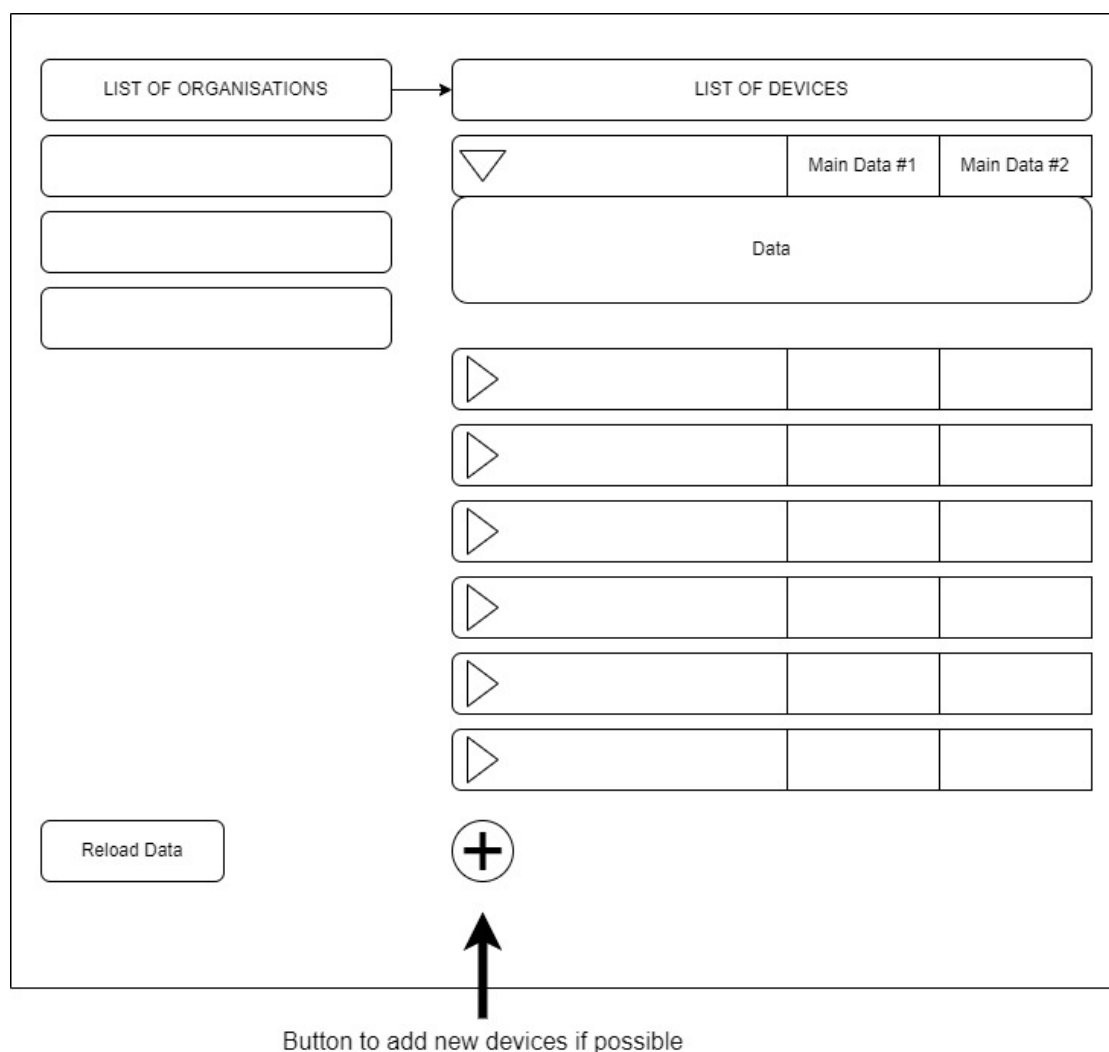 LIST OF ORGANISATIONS
LIST OF DEVICES
Main Data #1
Main Data #2
Data
Reload Data
Button to add new devices if possible